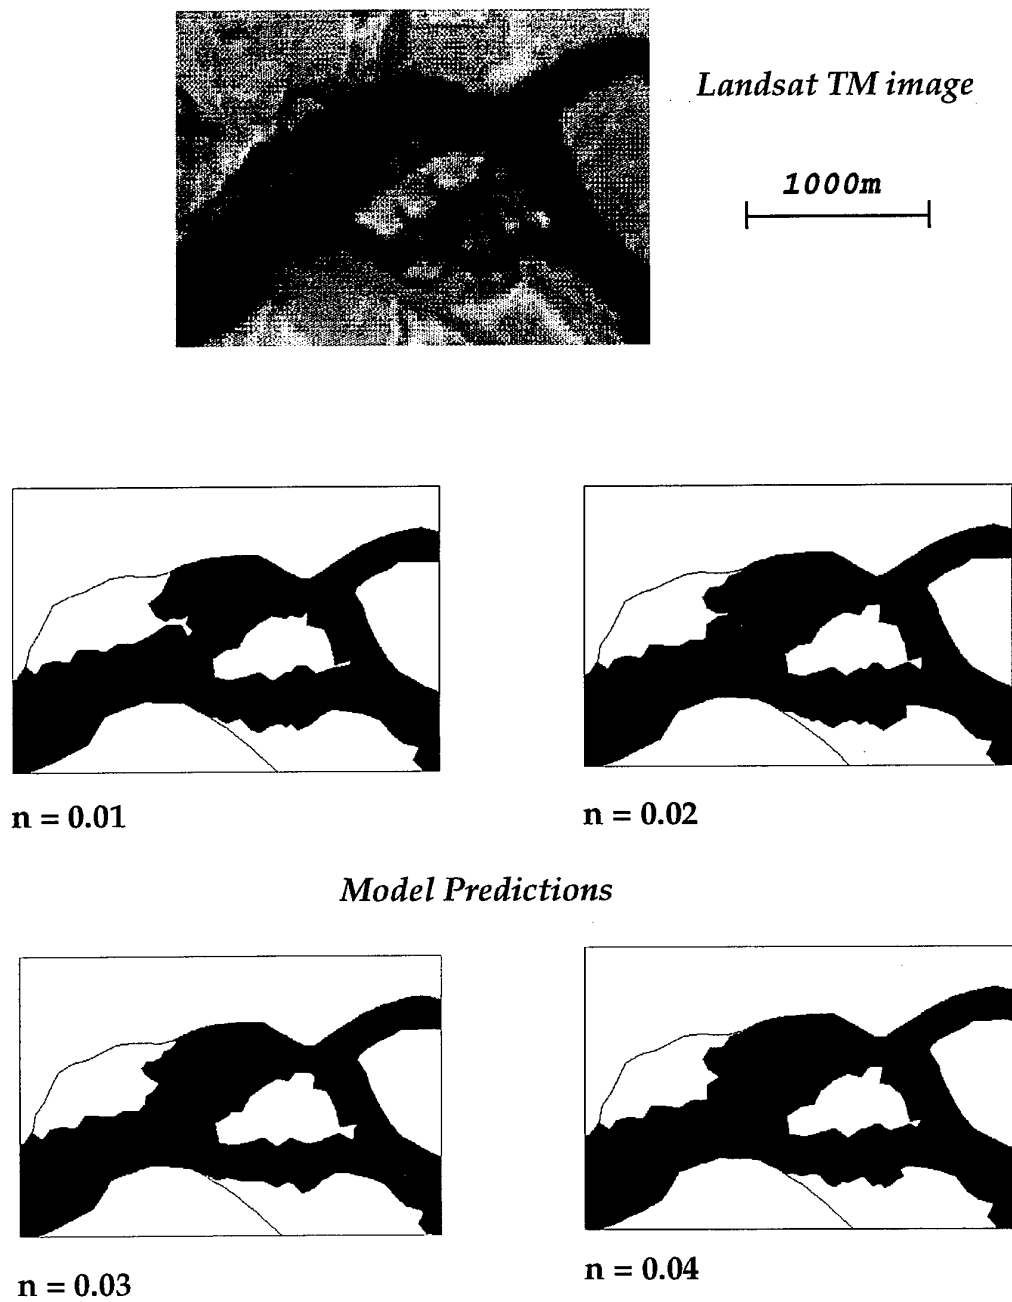 Landsat TM image
1000m
n = 0.01
n = 0.02
Model Predictions
n = 0.03
n = 0.04